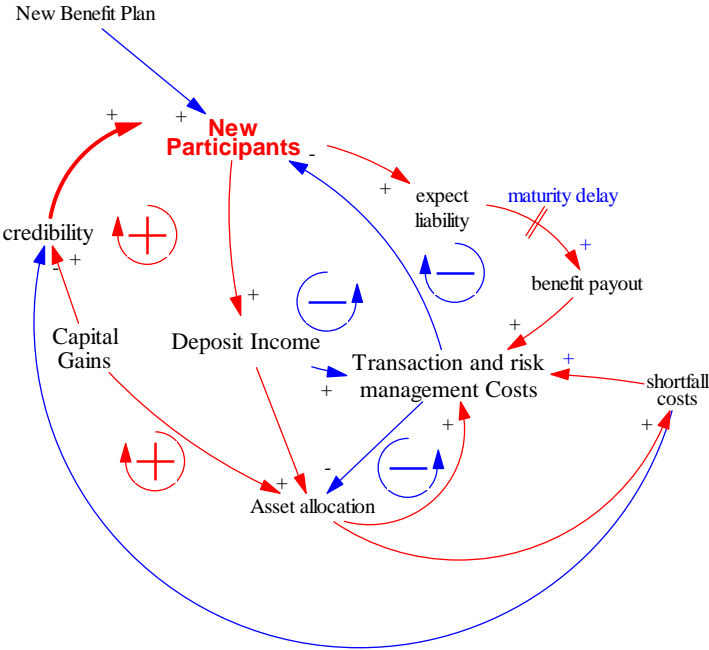 New Benefit Plan
+
+
New
Participants
-
+
expect
liability
maturity delay
+
credibility
+
-
+
benefit payout
+
+
Capital
Gains
Deposit Income
+
Transaction and risk
management Costs
+
shortfall
costs
+
+
+
-
+
Asset allocation